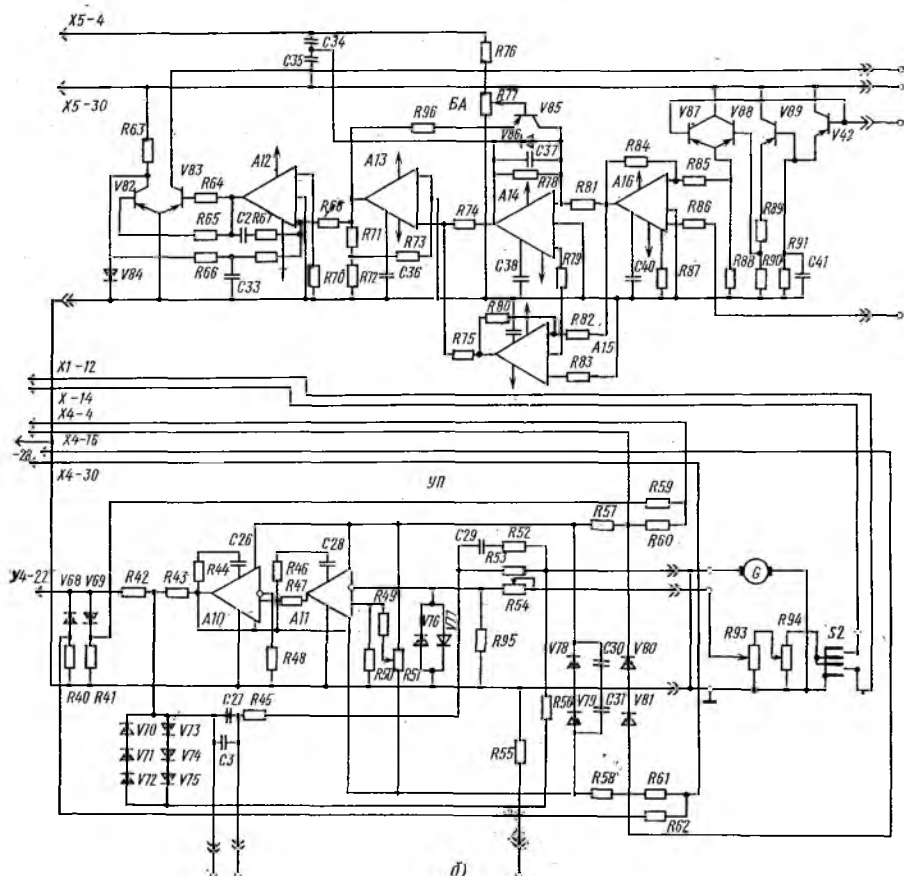 X5-4
C34
C35
R76
X5-30
R63
R96
БА
R77
V85
V86
V87
V88
V89
V42
A12
A13
C37
R84
V82
V83
R64
A14
R78
R81
A16
R85
R65
C2
R67
R68
R74
R86
R89
R71
R73
R66
V84
C33
R70
R72
C36
C38
R79
C40
R87
R88
R90
R91
C41
R80
R75
R82
A15
R83
X1-12
X-14
X4-4
X4-16
-28
X4-30
УП
R59
R57
R60
C26
C28
C29
R52
R53
G
У4-22
V68
V69
R42
R43
R44
R46
R47
R54
A10
A11
R49
V76
V77
R93
R94
S2
R48
R50
R51
R95
V78
C30
V80
R40
R41
C27
R45
R56
V79
C31
V81
V70
V73
C3
V71
V74
R55
V72
V75
R58
R61
R62
б)